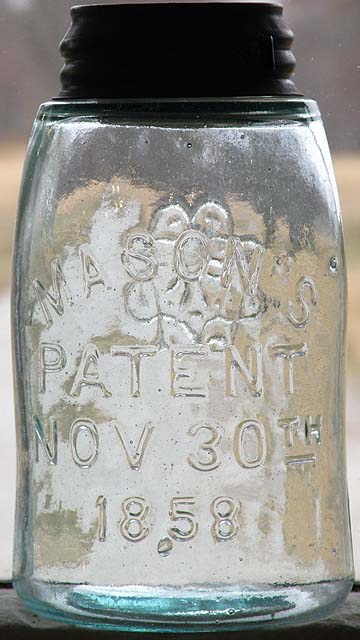 MASON'S
PATENT
NOV 30TH
1858